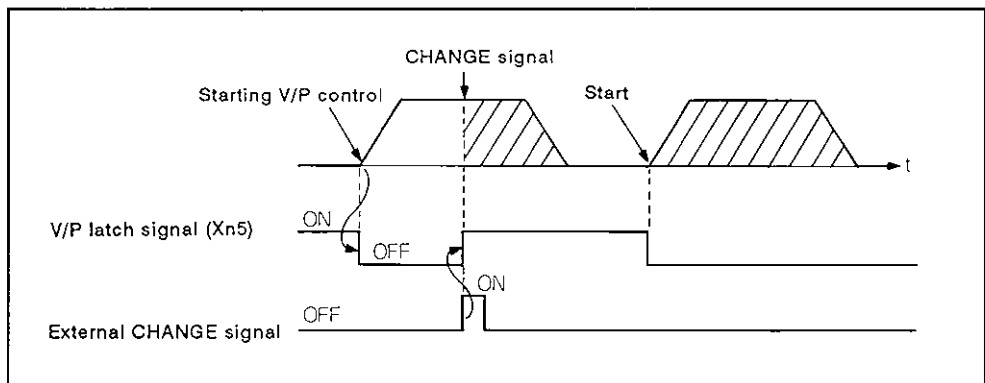 CHANGE signal
Starting V/P control
Start
t
V/P latch signal (Xn5)
ON
OFF
ON
External CHANGE signal
OFF